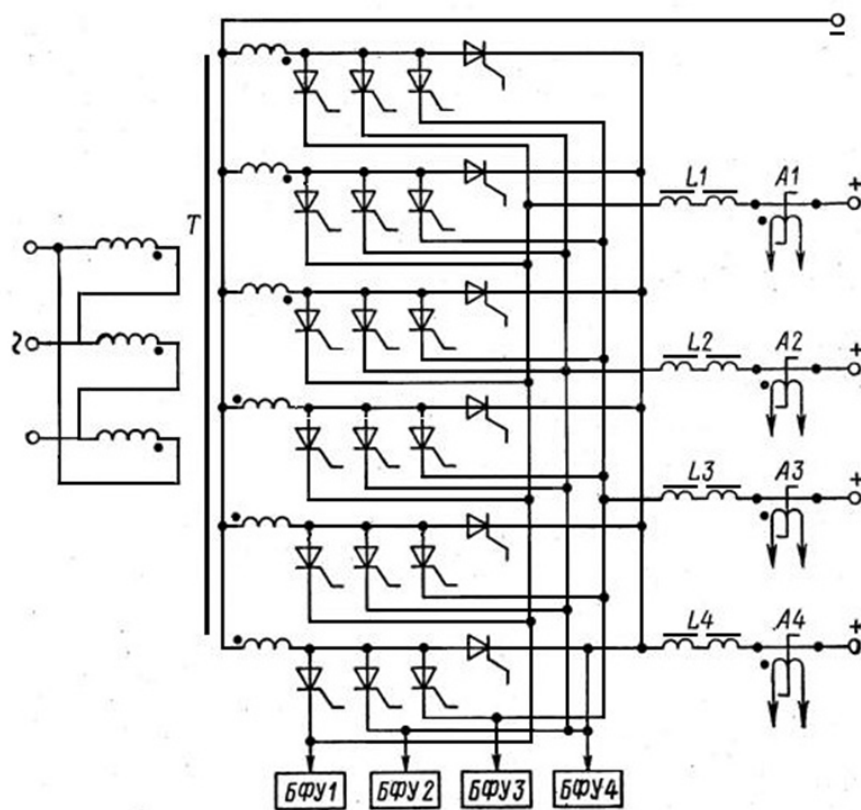 –
L1 A1 +
T
~
L2 A2 +
L3 A3 +
L4 A4 +
БФУ1 БФУ2 БФУ3 БФУ4